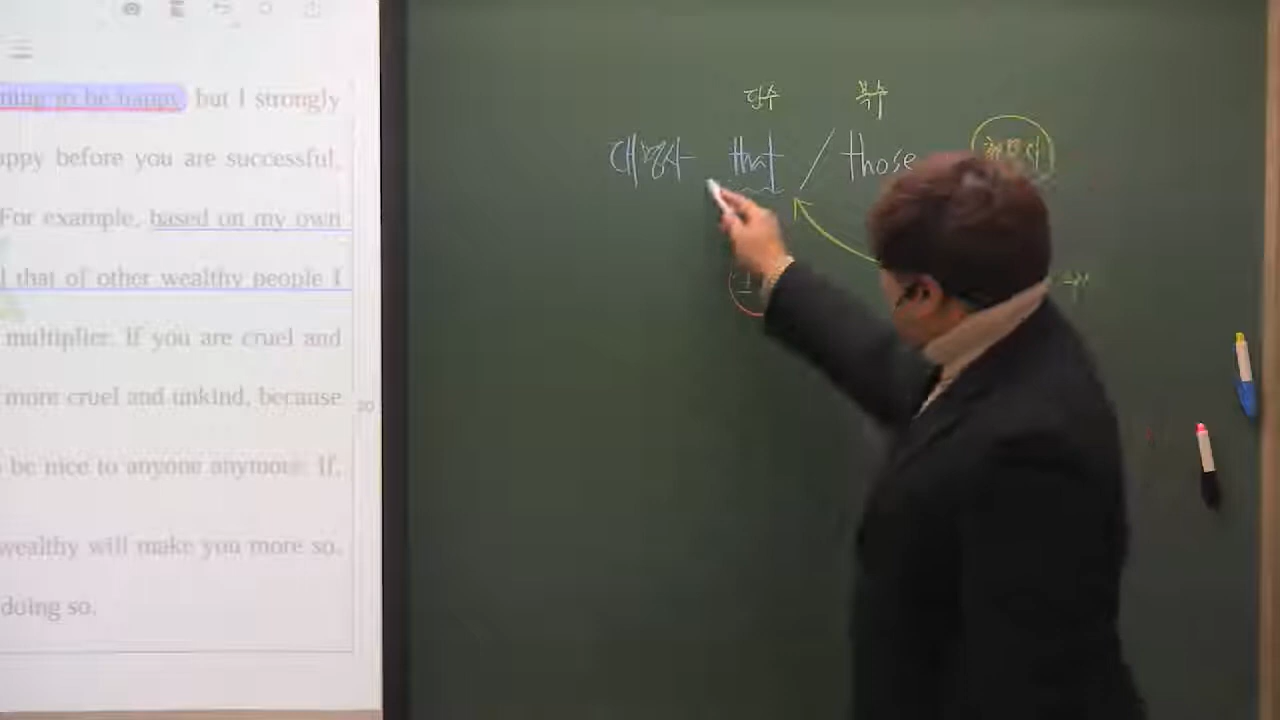 ning to be happy, but I strongly
appy before you are successful,
For example, based on my own
l that of other wealthy people I
multiplier. If you are cruel and
more cruel and unkind, because
20
be nice to anyone anymore. If,
wealthy will make you more so,
doing so.
단수 복수
대명사 that / those